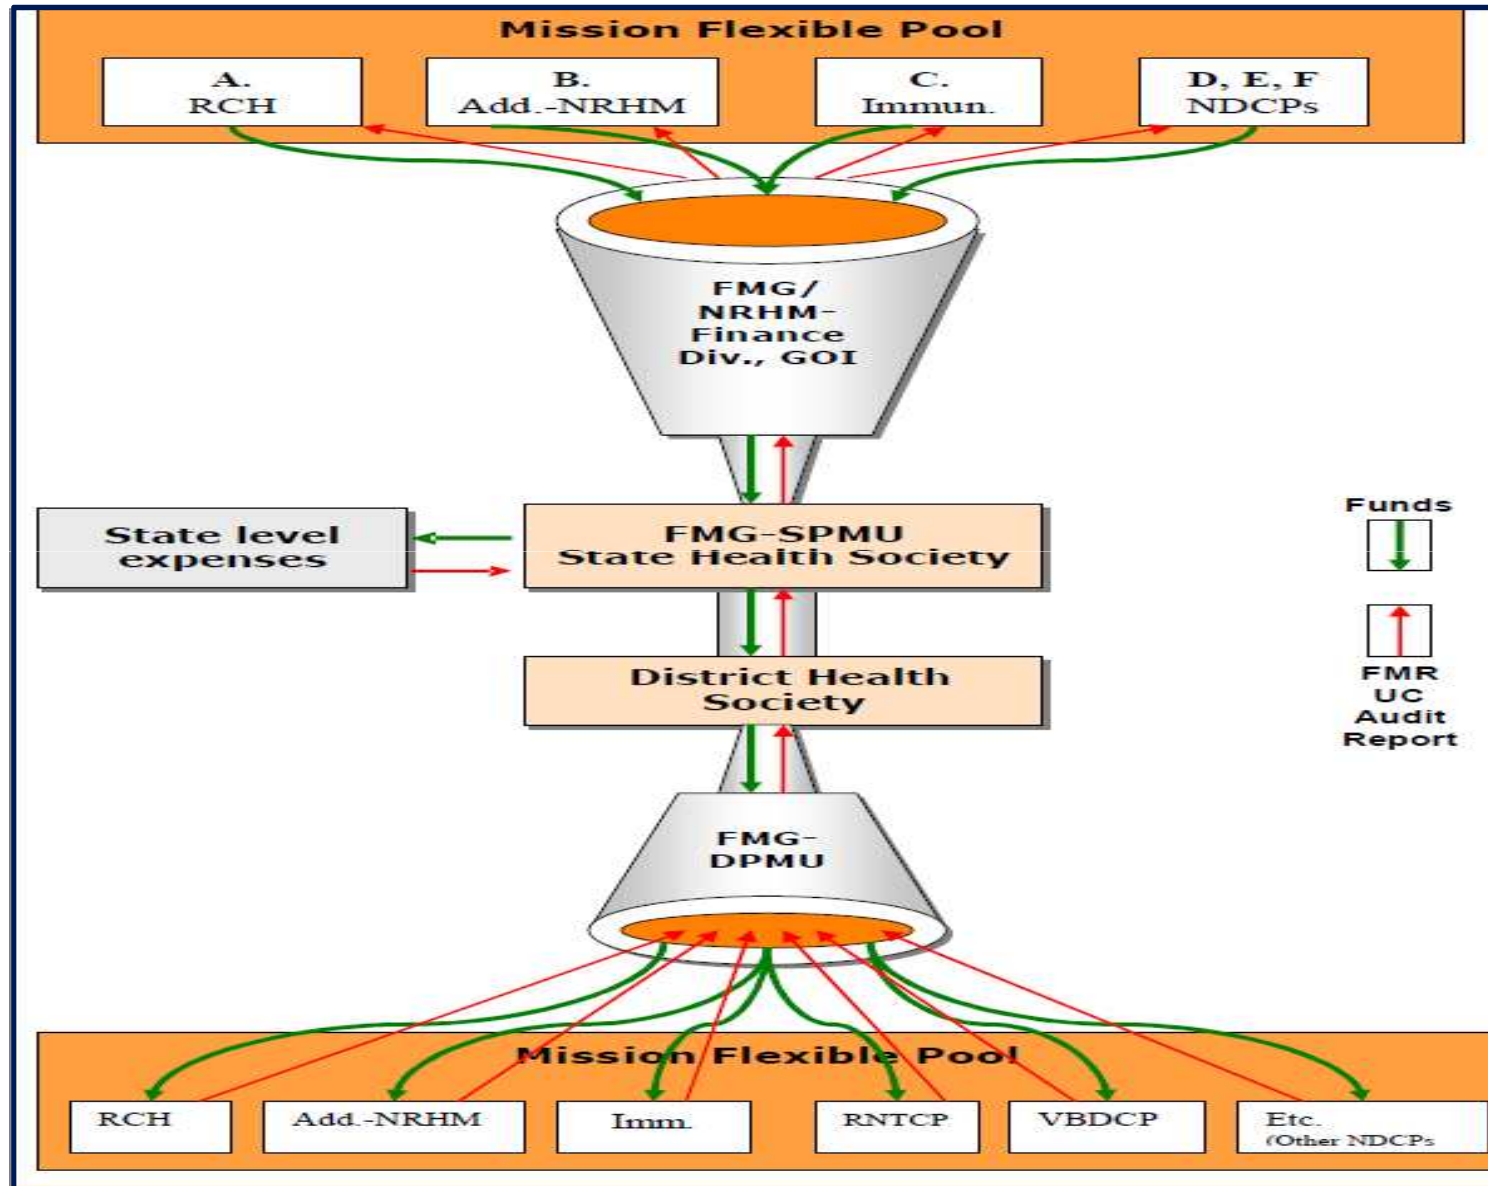 Mission Flexible Pool
A.
RCH
B.
Add.-NRHM
C.
Immun.
D, E, F
NDCPs
FMG/
NRHM-
Finance
Div., GOI
State level
expenses
FMG-SPMU
State Health Society
Funds
District Health
Society
FMR
UC
Audit
Report
FMG-
DPMU
Mission Flexible Pool
RCH
Add.-NRHM
Imm.
RNTCP
VBDCP
Etc.
(Other NDCPs